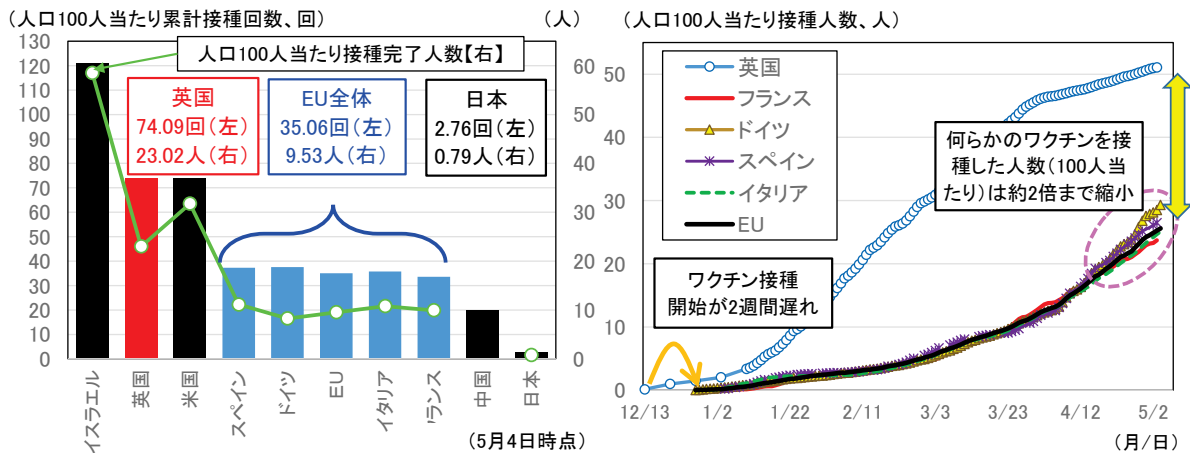 (人口100人当たり累計接種回数、回)
(人)
130
120
110
100
90
80
70
60
50
40
30
20
10
0
60
50
40
30
20
10
0
人口100人当たり接種完了人数【右】
英国
74.09回(左)
23.02人(右)
EU全体
35.06回(左)
9.53人(右)
日本
2.76回(左)
0.79人(右)
イスラエル
英国
米国
スペイン
ドイツ
EU
イタリア
フランス
中国
日本
(5月4日時点)
(人口100人当たり接種人数、人)
50
40
30
20
10
0
英国
フランス
ドイツ
スペイン
イタリア
EU
何らかのワクチンを接
種した人数(100人当
たり)は約2倍まで縮小
ワクチン接種
開始が2週間遅れ
12/13
1/2
1/22
2/11
3/3
3/23
4/12
5/2
(月/日)